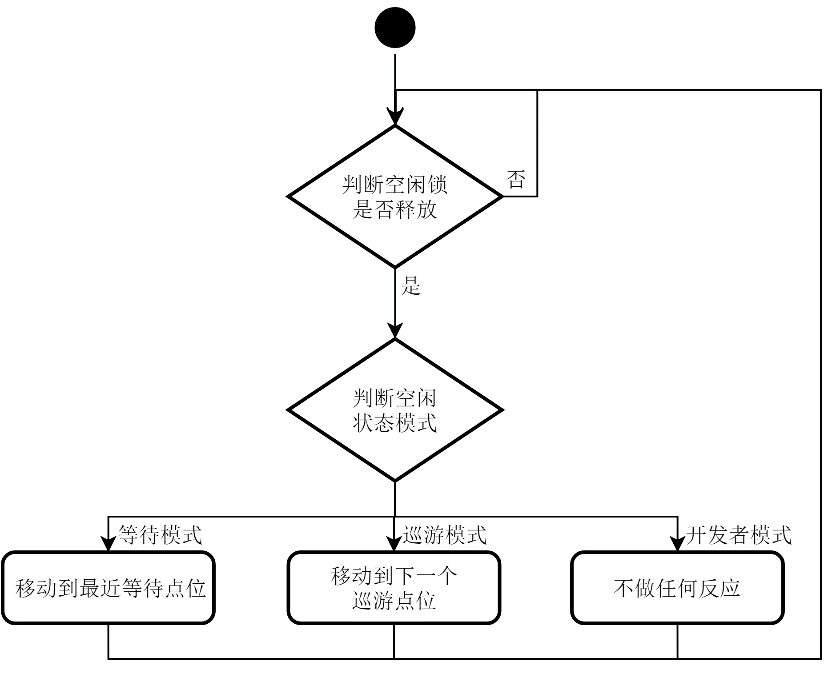 判断空闲锁
是否释放
否
是
判断空闲
状态模式
等待模式
巡游模式
开发者模式
移动到最近等待点位
移动到下一个
巡游点位
不做任何反应